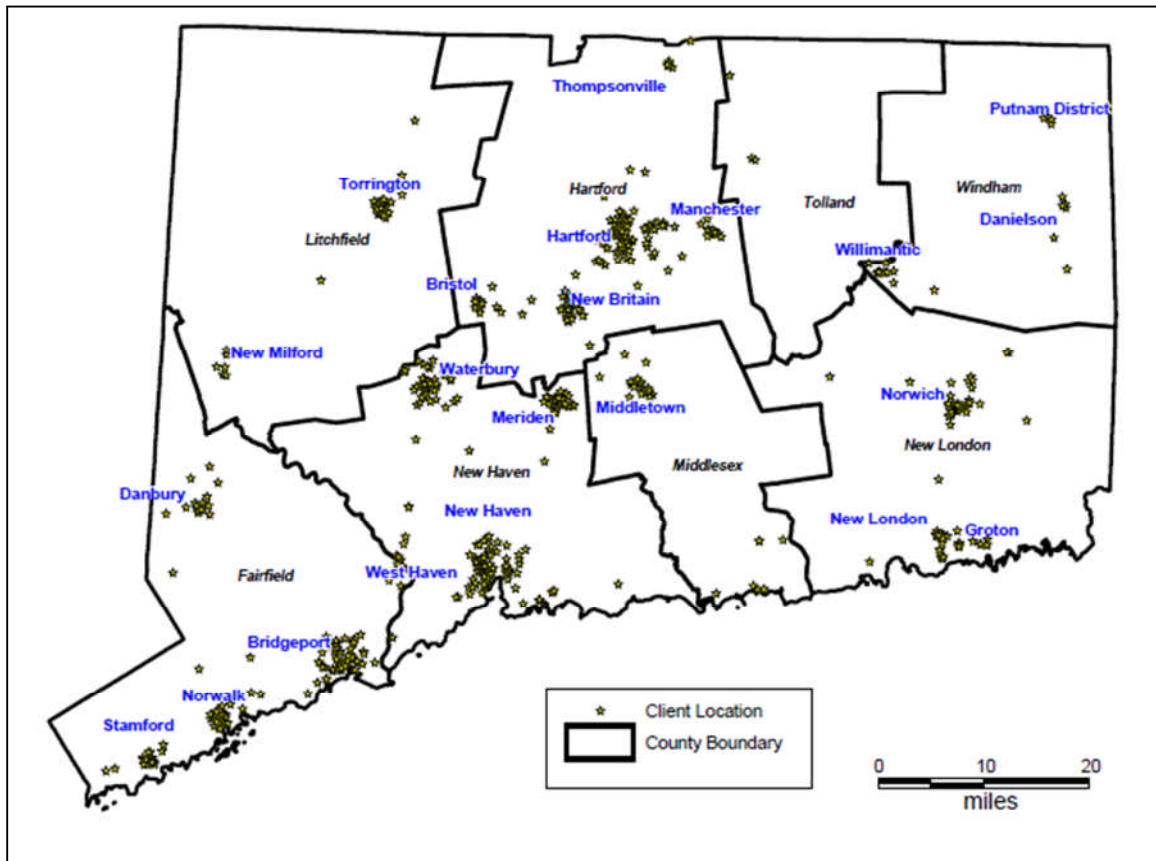 Thompsonville
Putnam District
Torrington
Hartford
Windham
Manchester
Tolland
Danielson
Litchfield
Hartford
Willimantic
Bristol
New Britain
New Milford
Waterbury
Norwich
Meriden
Middletown
New London
New Haven
Middlesex
Danbury
New Haven
New London
Groton
West Haven
Fairfield
Bridgeport
Norwalk
Stamford
Client Location
County Boundary
0 10 20
miles